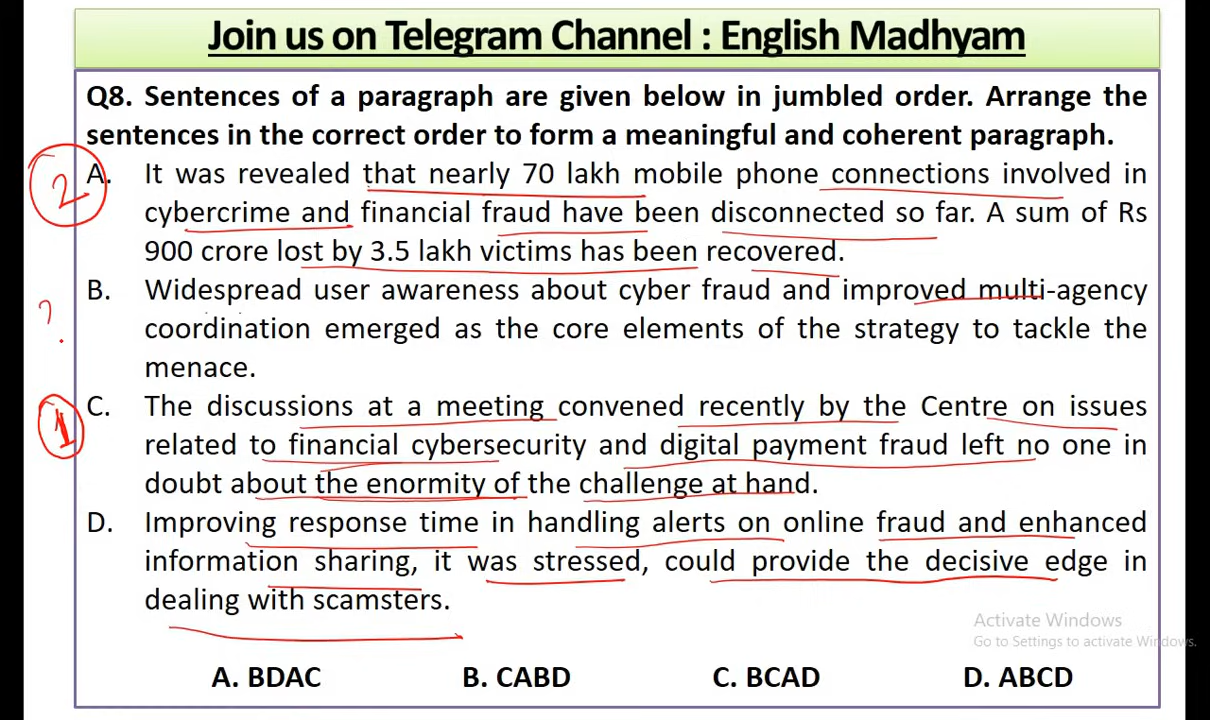 Join us on Telegram Channel : English Madhyam
Q8. Sentences of a paragraph are given below in jumbled order. Arrange the
sentences in the correct order to form a meaningful and coherent paragraph.
2
A. It was revealed that nearly 70 lakh mobile phone connections involved in
cybercrime and financial fraud have been disconnected so far. A sum of Rs
900 crore lost by 3.5 lakh victims has been recovered.
?
B. Widespread user awareness about cyber fraud and improved multi-agency
coordination emerged as the core elements of the strategy to tackle the
menace.
1
C. The discussions at a meeting convened recently by the Centre on issues
related to financial cybersecurity and digital payment fraud left no one in
doubt about the enormity of the challenge at hand.
D. Improving response time in handling alerts on online fraud and enhanced
information sharing, it was stressed, could provide the decisive edge in
dealing with scamsters.
Activate Windows
Go to Settings to activate Windows.
A. BDAC B. CABD C. BCAD D. ABCD